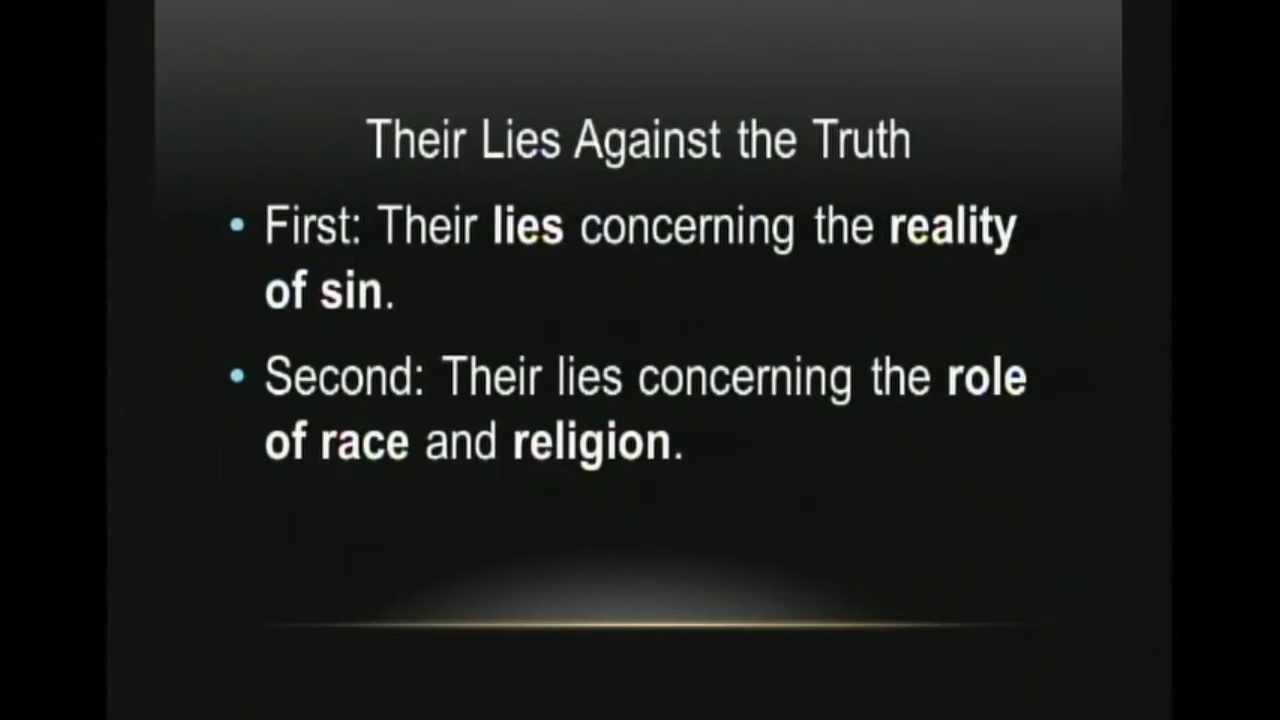 Their Lies Against the Truth
• First: Their lies concerning the reality
of sin.
• Second: Their lies concerning the role
of race and religion.